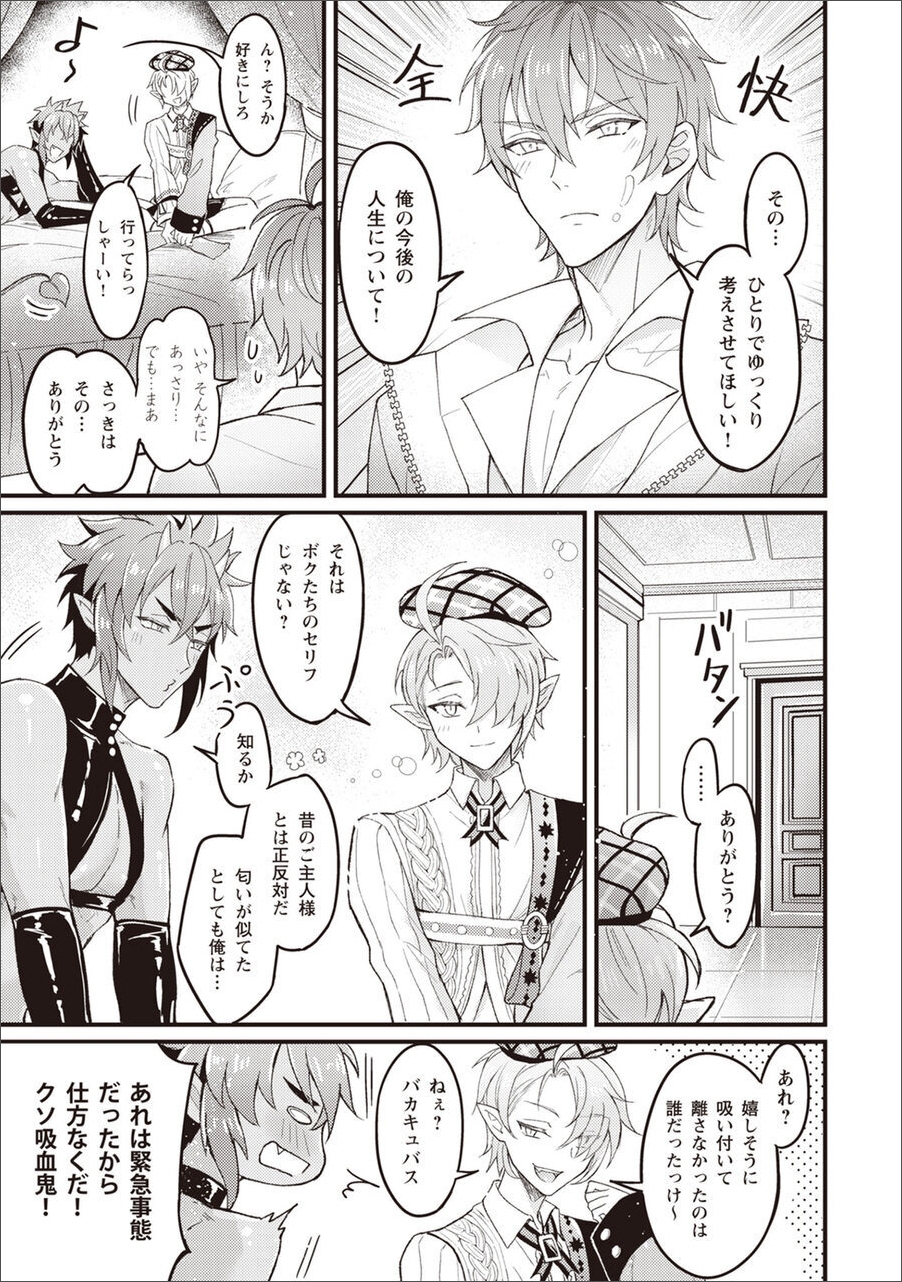 全快
その…
ひとりでゆっくり
考えさせてほしい！
俺の今後の
人生について！
ん？そうか
好きにしろ
よ～
行ってらっ
しゃーい！
いや そんなに
あっさり…
でも…まあ
さっきは
その…
ありがとう
バタン
……
ありがとう？
それは
ボクたちのセリフ
じゃない？
昔のご主人様
とは正反対だ
ぷぅ
知るか
匂いが似てた
としても俺は…
あれ？
嬉しそうに
吸い付いて
離さなかったのは
誰だったっけ～
ねぇ？
バカキュバス
あれは緊急事態
だったから
仕方なくだ！
クソ吸血鬼！